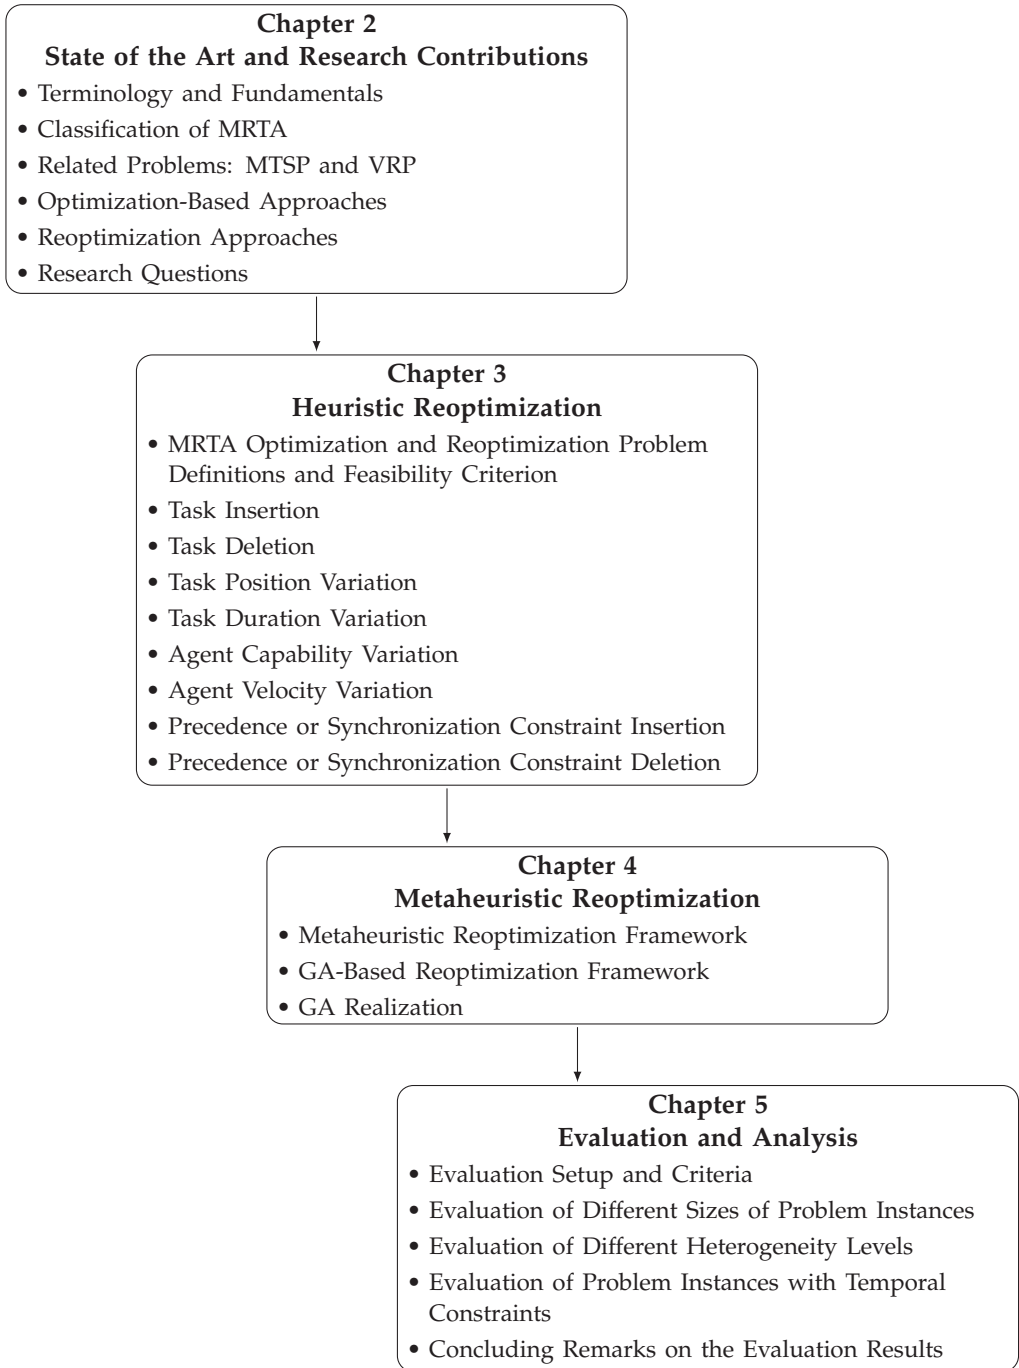 Chapter 2
State of the Art and Research Contributions
• Terminology and Fundamentals
• Classification of MRTA
• Related Problems: MTSP and VRP
• Optimization-Based Approaches
• Reoptimization Approaches
• Research Questions
Chapter 3
Heuristic Reoptimization
• MRTA Optimization and Reoptimization Problem
Definitions and Feasibility Criterion
• Task Insertion
• Task Deletion
• Task Position Variation
• Task Duration Variation
• Agent Capability Variation
• Agent Velocity Variation
• Precedence or Synchronization Constraint Insertion
• Precedence or Synchronization Constraint Deletion
Chapter 4
Metaheuristic Reoptimization
• Metaheuristic Reoptimization Framework
• GA-Based Reoptimization Framework
• GA Realization
Chapter 5
Evaluation and Analysis
• Evaluation Setup and Criteria
• Evaluation of Different Sizes of Problem Instances
• Evaluation of Different Heterogeneity Levels
• Evaluation of Problem Instances with Temporal
Constraints
• Concluding Remarks on the Evaluation Results